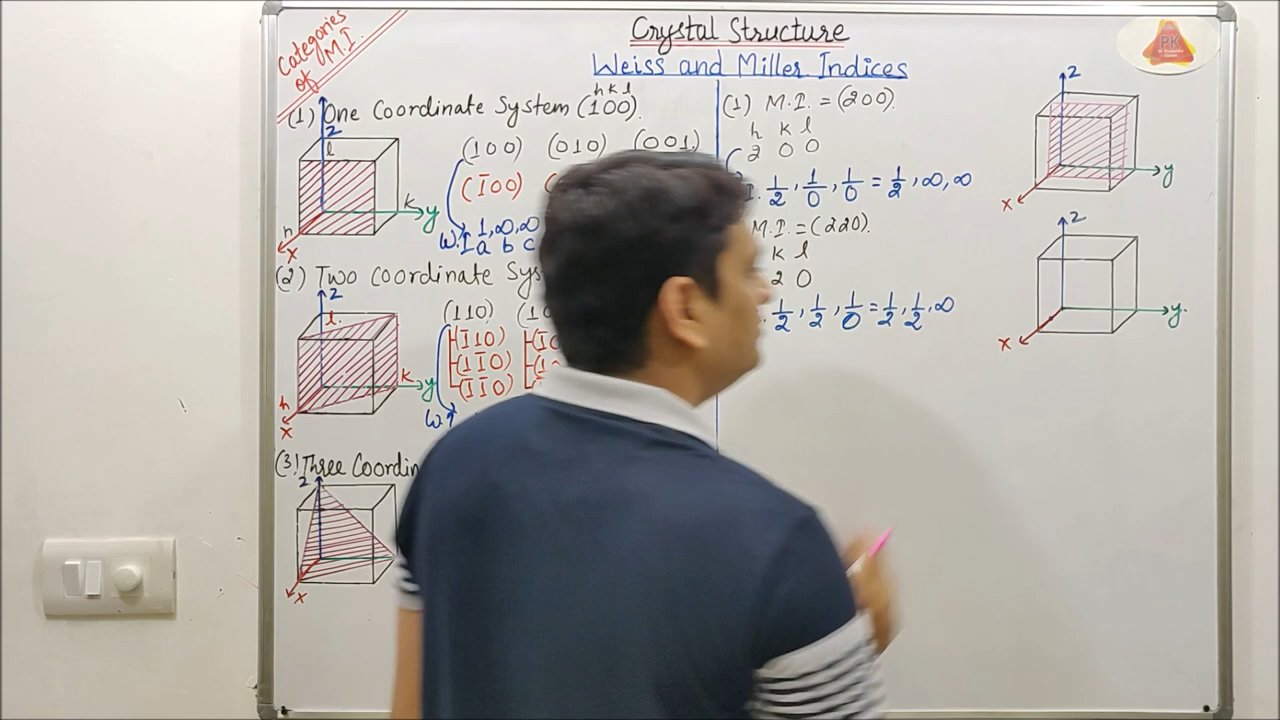 Categories of M.I.
Crystal Structure
Weiss and Miller Indices
h k l
(1) One Coordinate System (100).
(100) (010) (001)
(1̅00)
W.I 1,∞,∞
a b c
z
l
k
y
h
x
(2) Two Coordinate Sys
(110) (10
(1̅10)
(11̅0)
(1̅1̅0)
W.I
z
l
k
y
h
x
(3) Three Coordin
z
x
(1) M.I. = (200).
h k l
2 0 0
1/2, 1/0, 1/0 = 1/2, ∞, ∞
M.I. = (220).
k l
2 0
1/2, 1/2, 1/0 = 1/2, 1/2, ∞
z
y
x
z
y.
x
PK